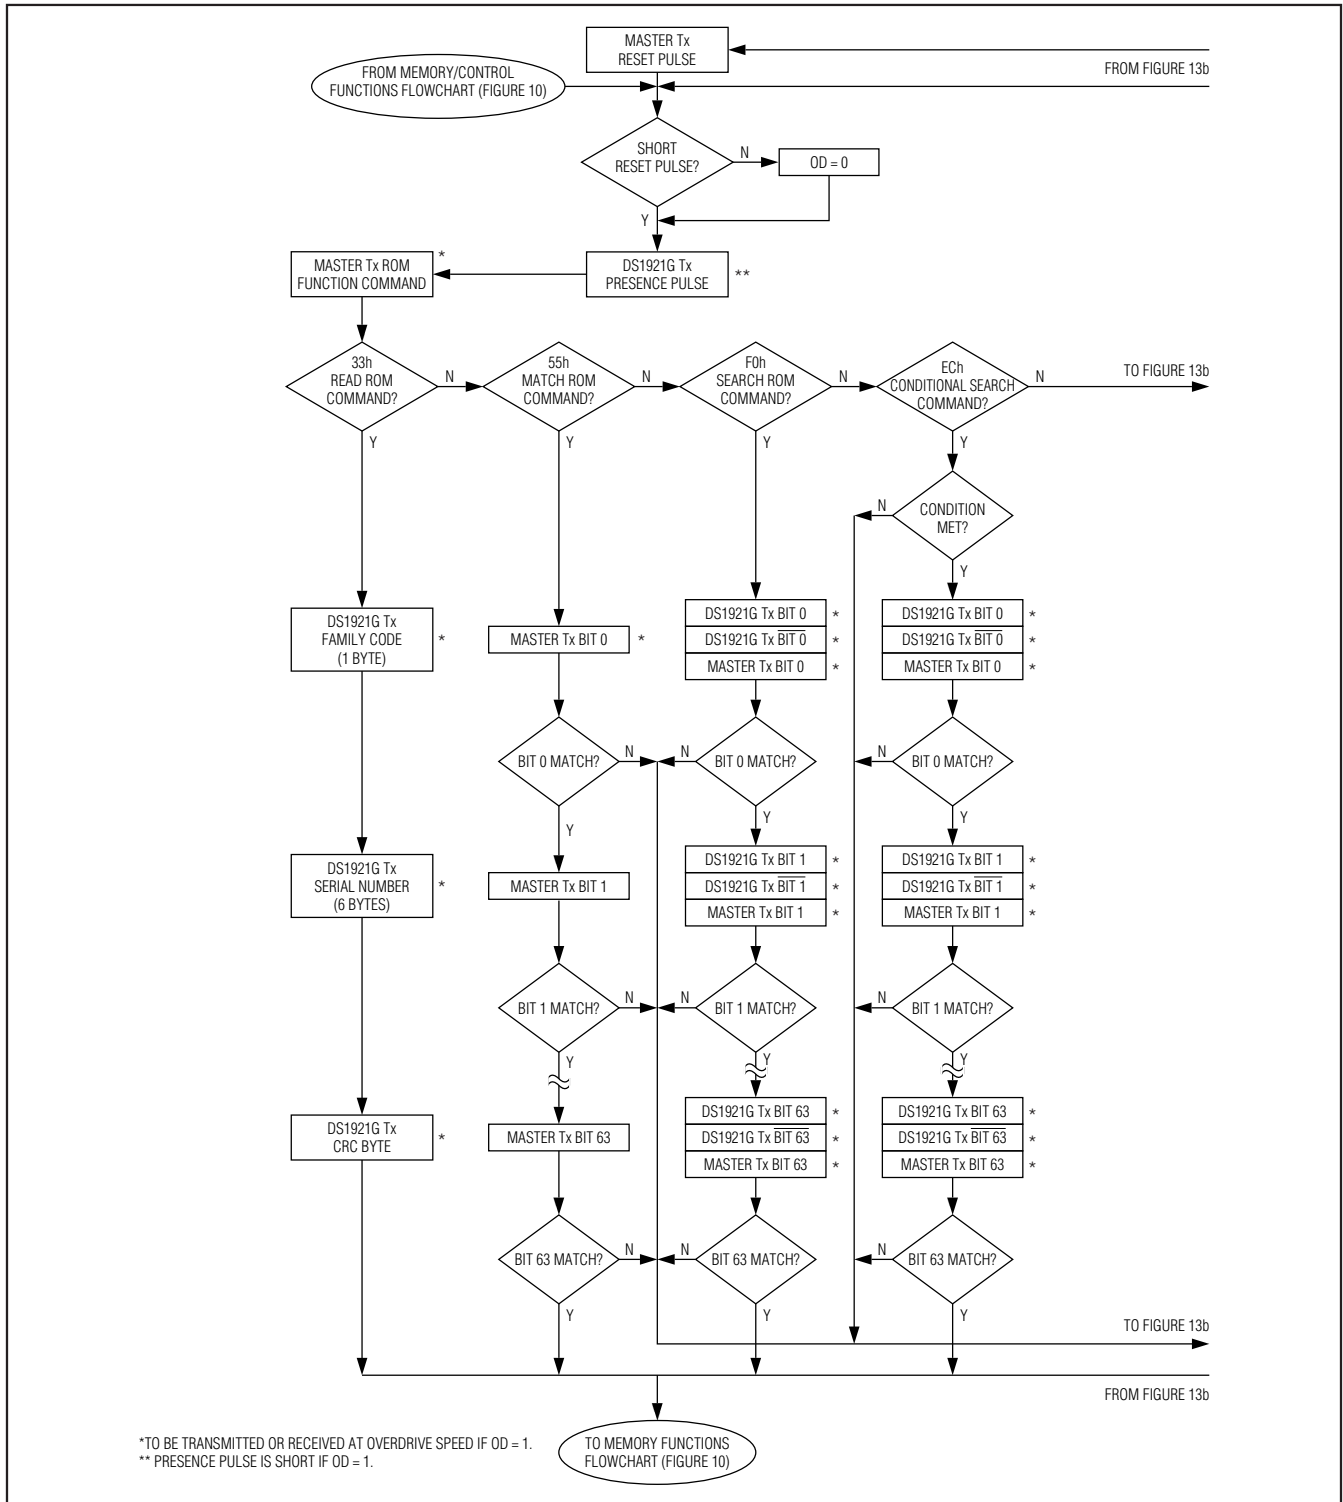 MASTER Tx
RESET PULSE
FROM FIGURE 13b
FROM MEMORY/CONTROL
FUNCTIONS FLOWCHART (FIGURE 10)
SHORT
RESET PULSE?
N
OD = 0
Y
MASTER Tx ROM
FUNCTION COMMAND
*
DS1921G Tx
PRESENCE PULSE
**
33h
READ ROM
COMMAND?
N
55h
MATCH ROM
COMMAND?
N
F0h
SEARCH ROM
COMMAND?
N
ECh
CONDITIONAL SEARCH
COMMAND?
N
TO FIGURE 13b
Y
Y
Y
Y
N
CONDITION
MET?
Y
DS1921G Tx
FAMILY CODE
(1 BYTE)
*
MASTER Tx BIT 0
*
DS1921G Tx BIT 0
*
DS1921G Tx B̅I̅T̅ ̅0̅
*
MASTER Tx BIT 0
*
DS1921G Tx BIT 0
*
DS1921G Tx B̅I̅T̅ ̅0̅
*
MASTER Tx BIT 0
*
BIT 0 MATCH?
N
N
BIT 0 MATCH?
N
BIT 0 MATCH?
Y
Y
Y
DS1921G Tx
SERIAL NUMBER
(6 BYTES)
*
MASTER Tx BIT 1
DS1921G Tx BIT 1
*
DS1921G Tx B̅I̅T̅ ̅1̅
*
MASTER Tx BIT 1
*
DS1921G Tx BIT 1
*
DS1921G Tx B̅I̅T̅ ̅1̅
*
MASTER Tx BIT 1
*
BIT 1 MATCH?
N
N
BIT 1 MATCH?
N
BIT 1 MATCH?
Y
Y
Y
DS1921G Tx
CRC BYTE
*
MASTER Tx BIT 63
DS1921G Tx BIT 63
*
DS1921G Tx B̅I̅T̅ ̅6̅3̅
*
MASTER Tx BIT 63
*
DS1921G Tx BIT 63
*
DS1921G Tx B̅I̅T̅ ̅6̅3̅
*
MASTER Tx BIT 63
*
BIT 63 MATCH?
N
N
BIT 63 MATCH?
N
BIT 63 MATCH?
Y
Y
Y
TO FIGURE 13b
FROM FIGURE 13b
*TO BE TRANSMITTED OR RECEIVED AT OVERDRIVE SPEED IF OD = 1.
** PRESENCE PULSE IS SHORT IF OD = 1.
TO MEMORY FUNCTIONS
FLOWCHART (FIGURE 10)